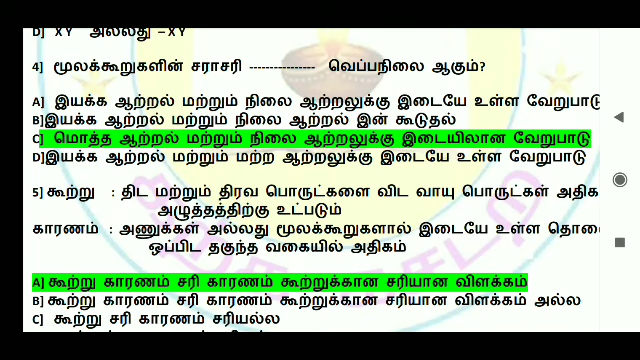 D] XY அல்லது –XY
4] மூலக்கூறுகளின் சராசரி ---------------- வெப்பநிலை ஆகும்?
A] இயக்க ஆற்றல் மற்றும் நிலை ஆற்றலுக்கு இடையே உள்ள வேறுபாடு
B]இயக்க ஆற்றல் மற்றும் நிலை ஆற்றல் இன் கூடுதல்
C] மொத்த ஆற்றல் மற்றும் நிலை ஆற்றலுக்கு இடையிலான வேறுபாடு
D]இயக்க ஆற்றல் மற்றும் மற்ற ஆற்றலுக்கு இடையே உள்ள வேறுபாடு
5] கூற்று : திட மற்றும் திரவ பொருட்களை விட வாயு பொருட்கள் அதிக
அழுத்தத்திற்கு உட்படும்
காரணம் : அணுக்கள் அல்லது மூலக்கூறுகளால் இடையே உள்ள
ஒப்பிட தகுந்த வகையில் அதிகம்
A] கூற்று காரணம் சரி காரணம் கூற்றுக்கான சரியான விளக்கம்
B] கூற்று காரணம் சரி காரணம் கூற்றுக்கான சரியான விளக்கம் அல்ல
C] கூற்று சரி காரணம் சரியல்ல